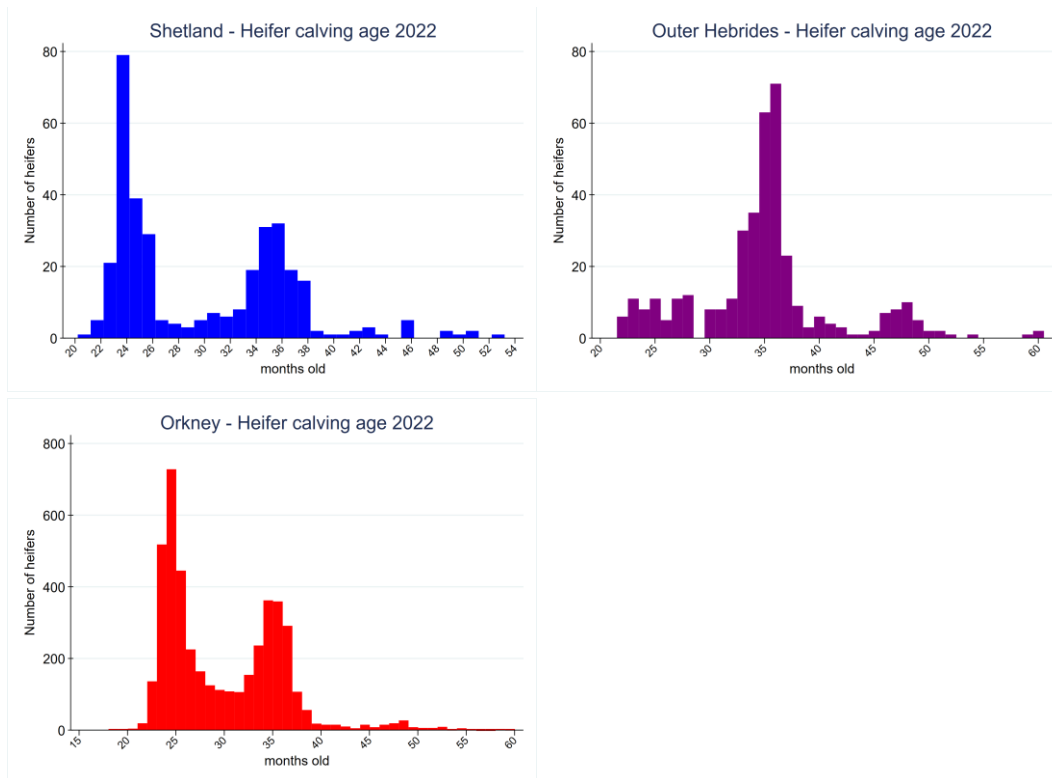 Shetland - Heifer calving age 2022
Number of heifers
80
60
40
20
0
20 22 24 26 28 30 32 34 36 38 40 42 44 46 48 50 52 54
months old
Outer Hebrides - Heifer calving age 2022
Number of heifers
80
60
40
20
0
20 25 30 35 40 45 50 55 60
months old
Orkney - Heifer calving age 2022
Number of heifers
800
600
400
200
0
15 20 25 30 35 40 45 50 55 60
months old